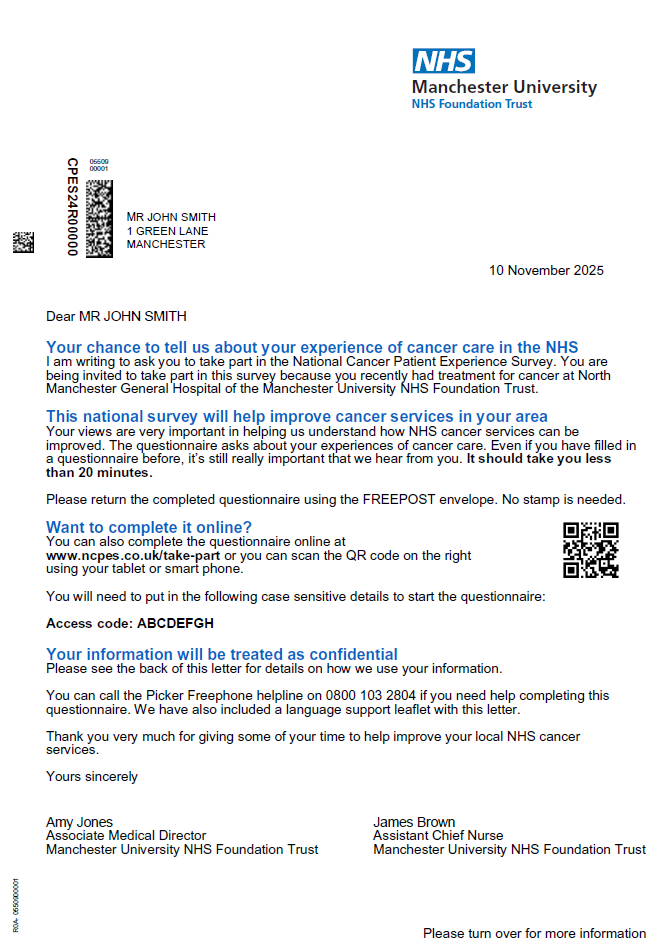 NHS
Manchester University
NHS Foundation Trust
CPES24R00000
05509
00001
MR JOHN SMITH
1 GREEN LANE
MANCHESTER
10 November 2025
Dear MR JOHN SMITH
Your chance to tell us about your experience of cancer care in the NHS
I am writing to ask you to take part in the National Cancer Patient Experience Survey. You are
being invited to take part in this survey because you recently had treatment for cancer at North
Manchester General Hospital of the Manchester University NHS Foundation Trust.
This national survey will help improve cancer services in your area
Your views are very important in helping us understand how NHS cancer services can be
improved. The questionnaire asks about your experiences of cancer care. Even if you have filled in
a questionnaire before, it's still really important that we hear from you. It should take you less
than 20 minutes.
Please return the completed questionnaire using the FREEPOST envelope. No stamp is needed.
Want to complete it online?
You can also complete the questionnaire online at
www.ncpes.co.uk/take-part or you can scan the QR code on the right
using your tablet or smart phone.
You will need to put in the following case sensitive details to start the questionnaire:
Access code: ABCDEFGH
Your information will be treated as confidential
Please see the back of this letter for details on how we use your information.
You can call the Picker Freephone helpline on 0800 103 2804 if you need help completing this
questionnaire. We have also included a language support leaflet with this letter.
Thank you very much for giving some of your time to help improve your local NHS cancer
services.
Yours sincerely
Amy Jones
Associate Medical Director
Manchester University NHS Foundation Trust
James Brown
Assistant Chief Nurse
Manchester University NHS Foundation Trust
R0A- 0550900001
Please turn over for more information